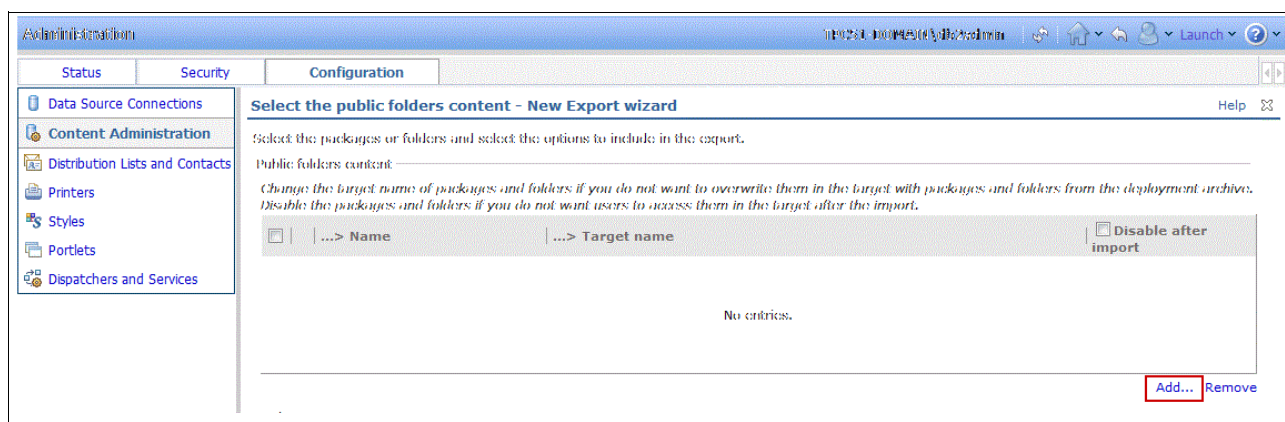 Administration
TPCS1-DOMAIN\db2admin Launch
Status Security Configuration
Data Source Connections
Content Administration
Distribution Lists and Contacts
Printers
Styles
Portlets
Dispatchers and Services
Select the public folders content - New Export wizard Help
Select the packages or folders and select the options to include in the export.
Public folders content
Change the target name of packages and folders if you do not want to overwrite them in the target with packages and folders from the deployment archive.
Disable the packages and folders if you do not want users to access them in the target after the import.
...> Name ...> Target name Disable after
import
No entries.
Add... Remove